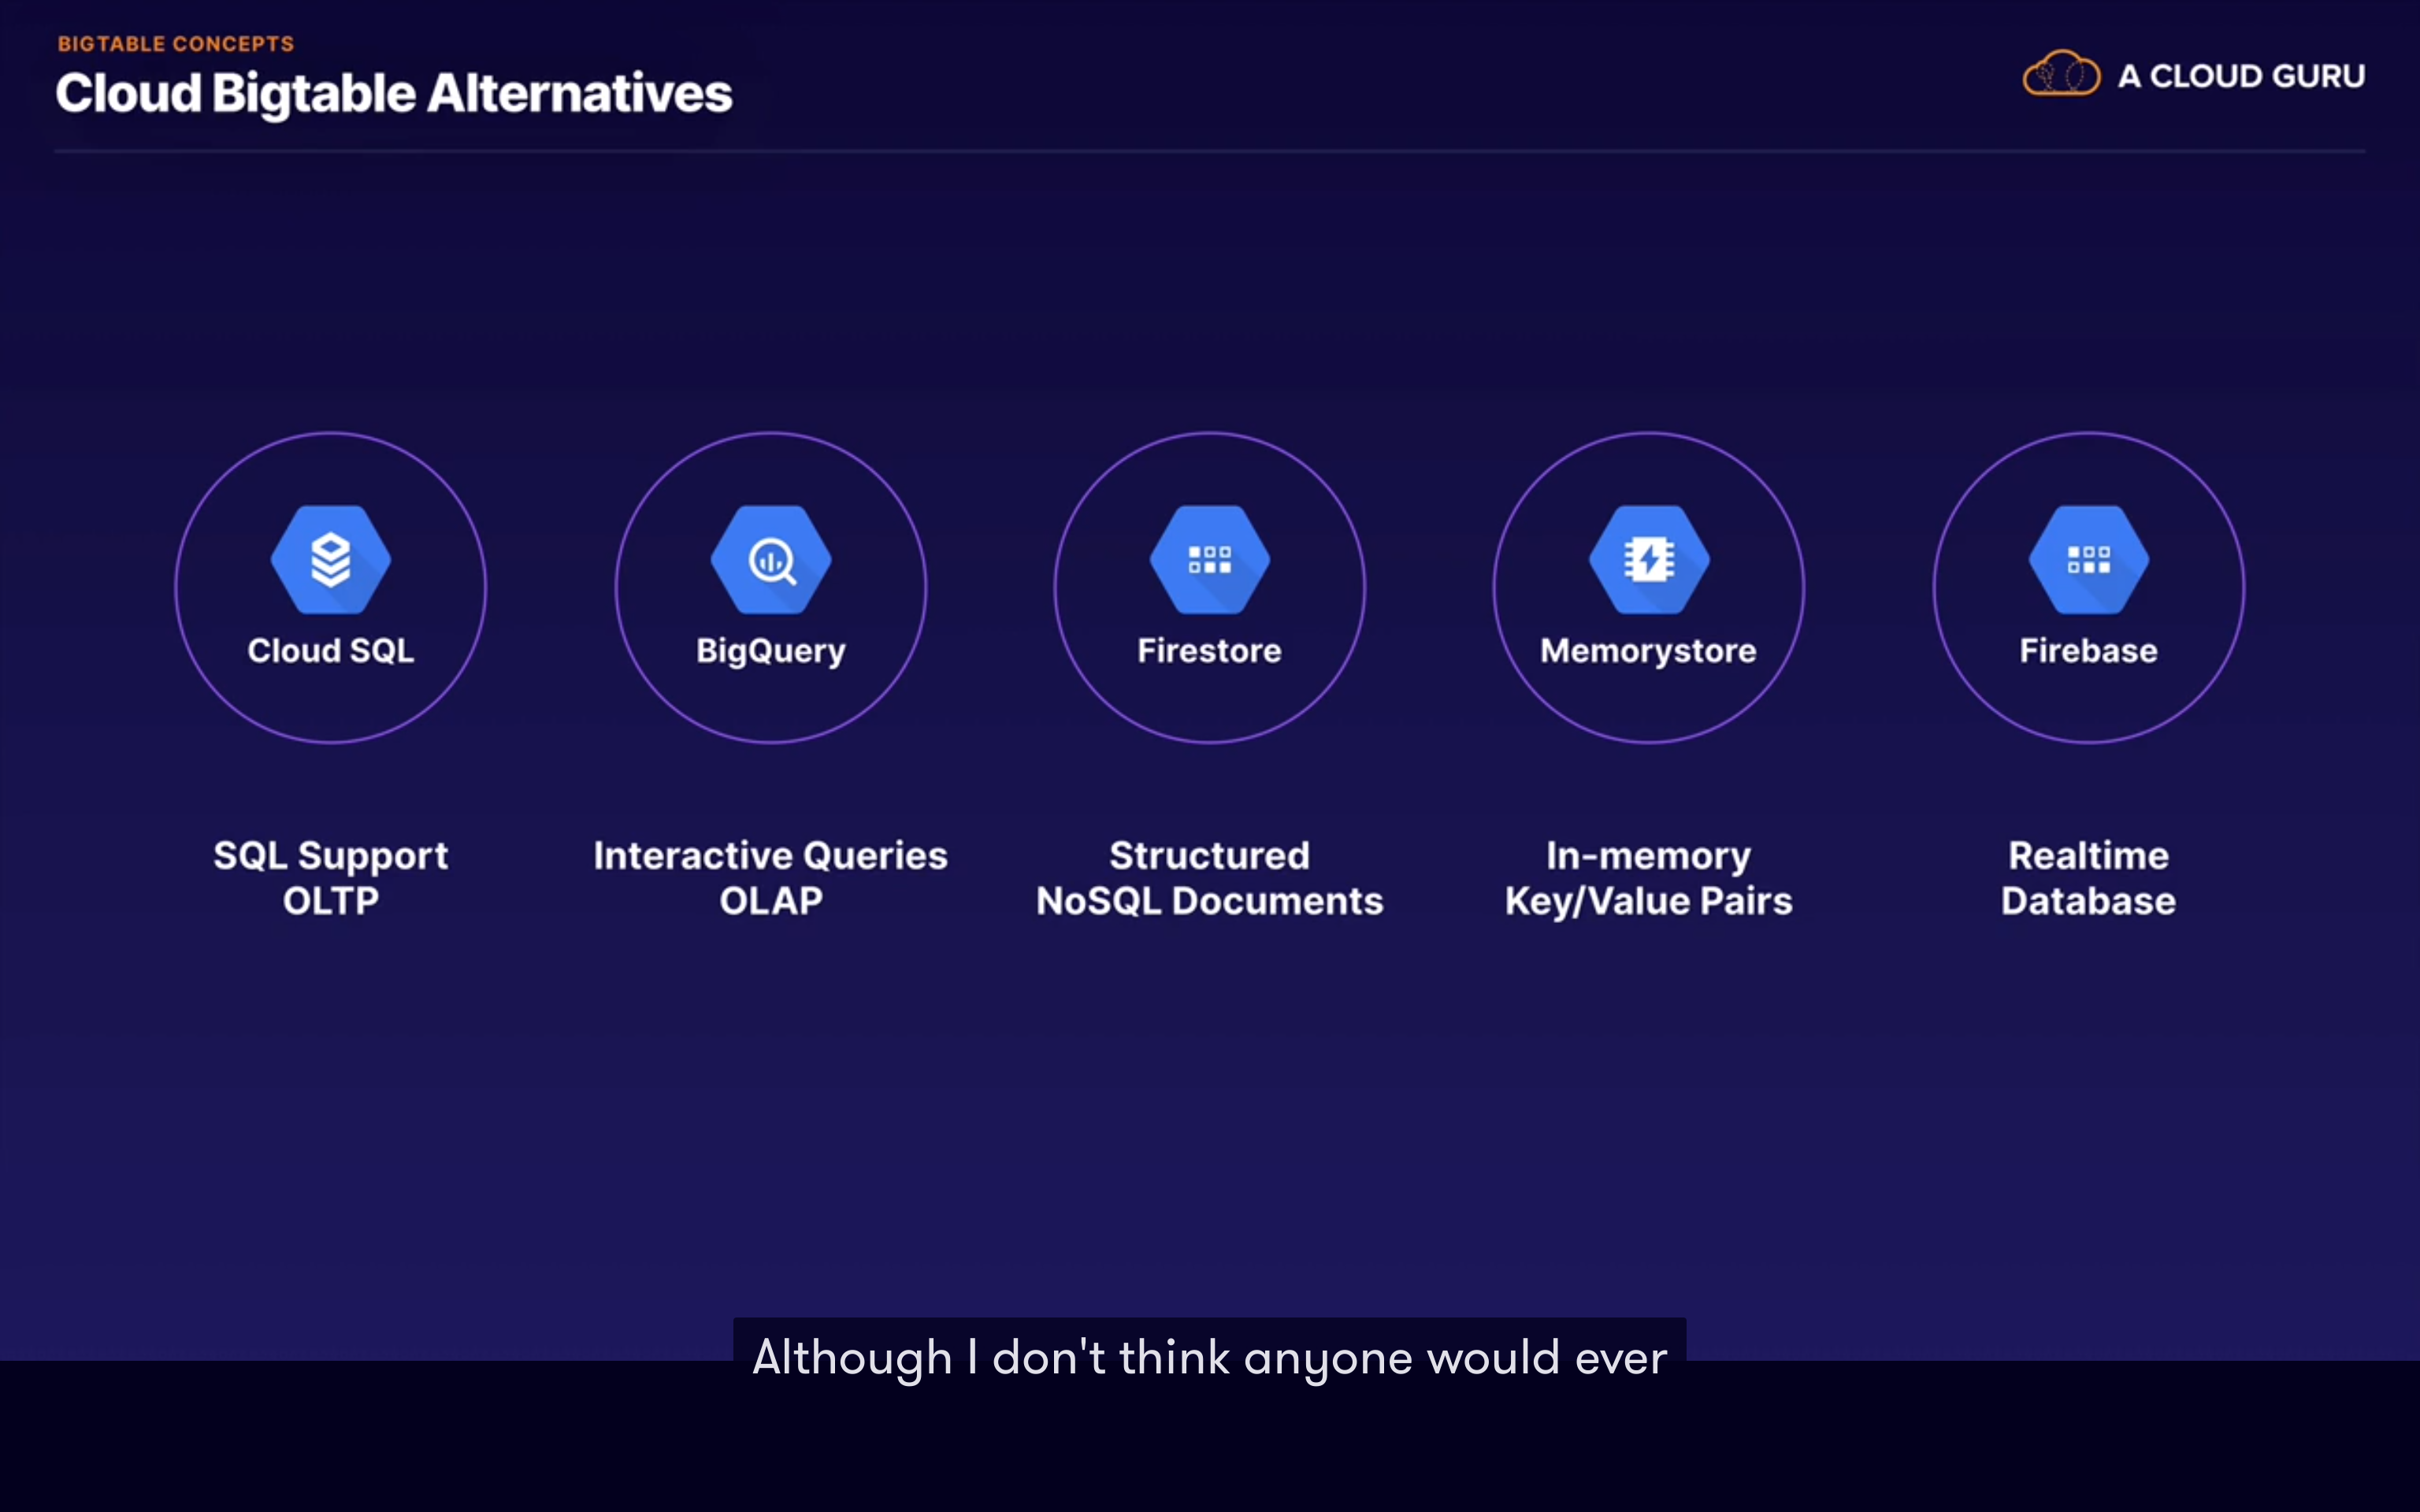 BIGTABLE CONCEPTS
Cloud Bigtable Alternatives
A CLOUD GURU
Cloud SQL
BigQuery
Firestore
Memorystore
Firebase
SQL Support
OLTP
Interactive Queries
OLAP
Structured
NoSQL Documents
In-memory
Key/Value Pairs
Realtime
Database
Although I don't think anyone would ever